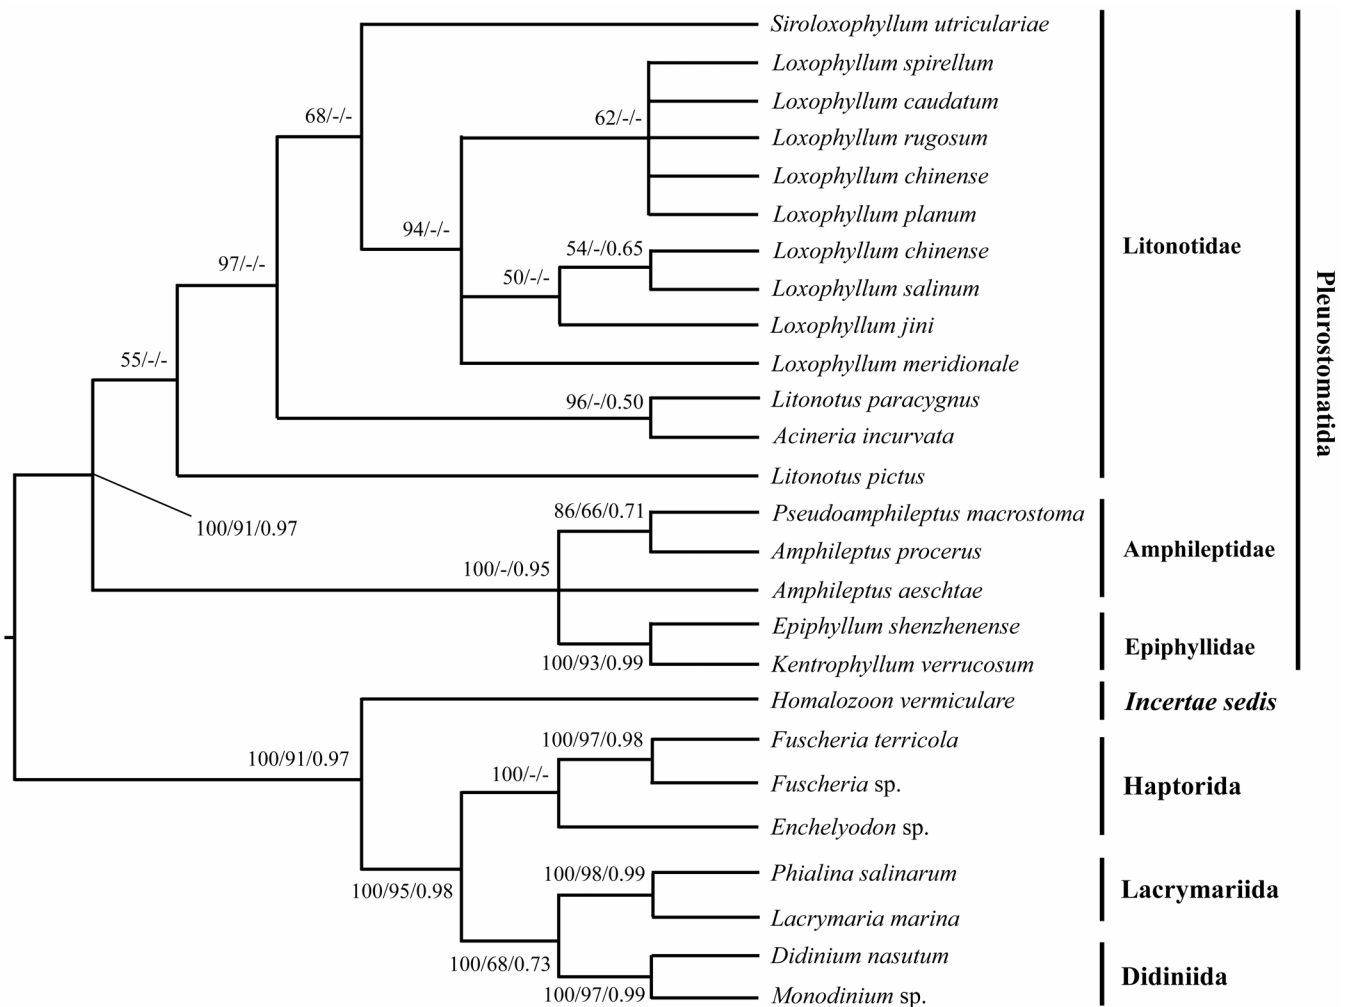 Siroloxophyllum utriculariae
Loxophyllum spirellum
68/-/-
62/-/-
Loxophyllum caudatum
Loxophyllum rugosum
Loxophyllum chinense
Loxophyllum planum
94/-/-
54/-/0.65
Loxophyllum chinense
Litonotidae
97/-/-
50/-/-
Loxophyllum salinum
Loxophyllum jini
Pleurostomatida
55/-/-
Loxophyllum meridionale
96/-/0.50
Litonotus paracygnus
Acineria incurvata
Litonotus pictus
100/91/0.97
86/66/0.71
Pseudoamphileptus macrostoma
Amphileptus procerus
Amphileptidae
100/-/0.95
Amphileptus aeschtae
Epiphyllum shenzhenense
Epiphyllidae
100/93/0.99
Kentrophyllum verrucosum
Homalozoon vermiculare
Incertae sedis
100/91/0.97
100/97/0.98
Fuscheria terricola
100/-/-
Fuscheria sp.
Haptorida
Enchelyodon sp.
100/95/0.98
100/98/0.99
Phialina salinarum
Lacrymariida
Lacrymaria marina
100/68/0.73
Didinium nasutum
Didiniida
100/97/0.99
Monodinium sp.